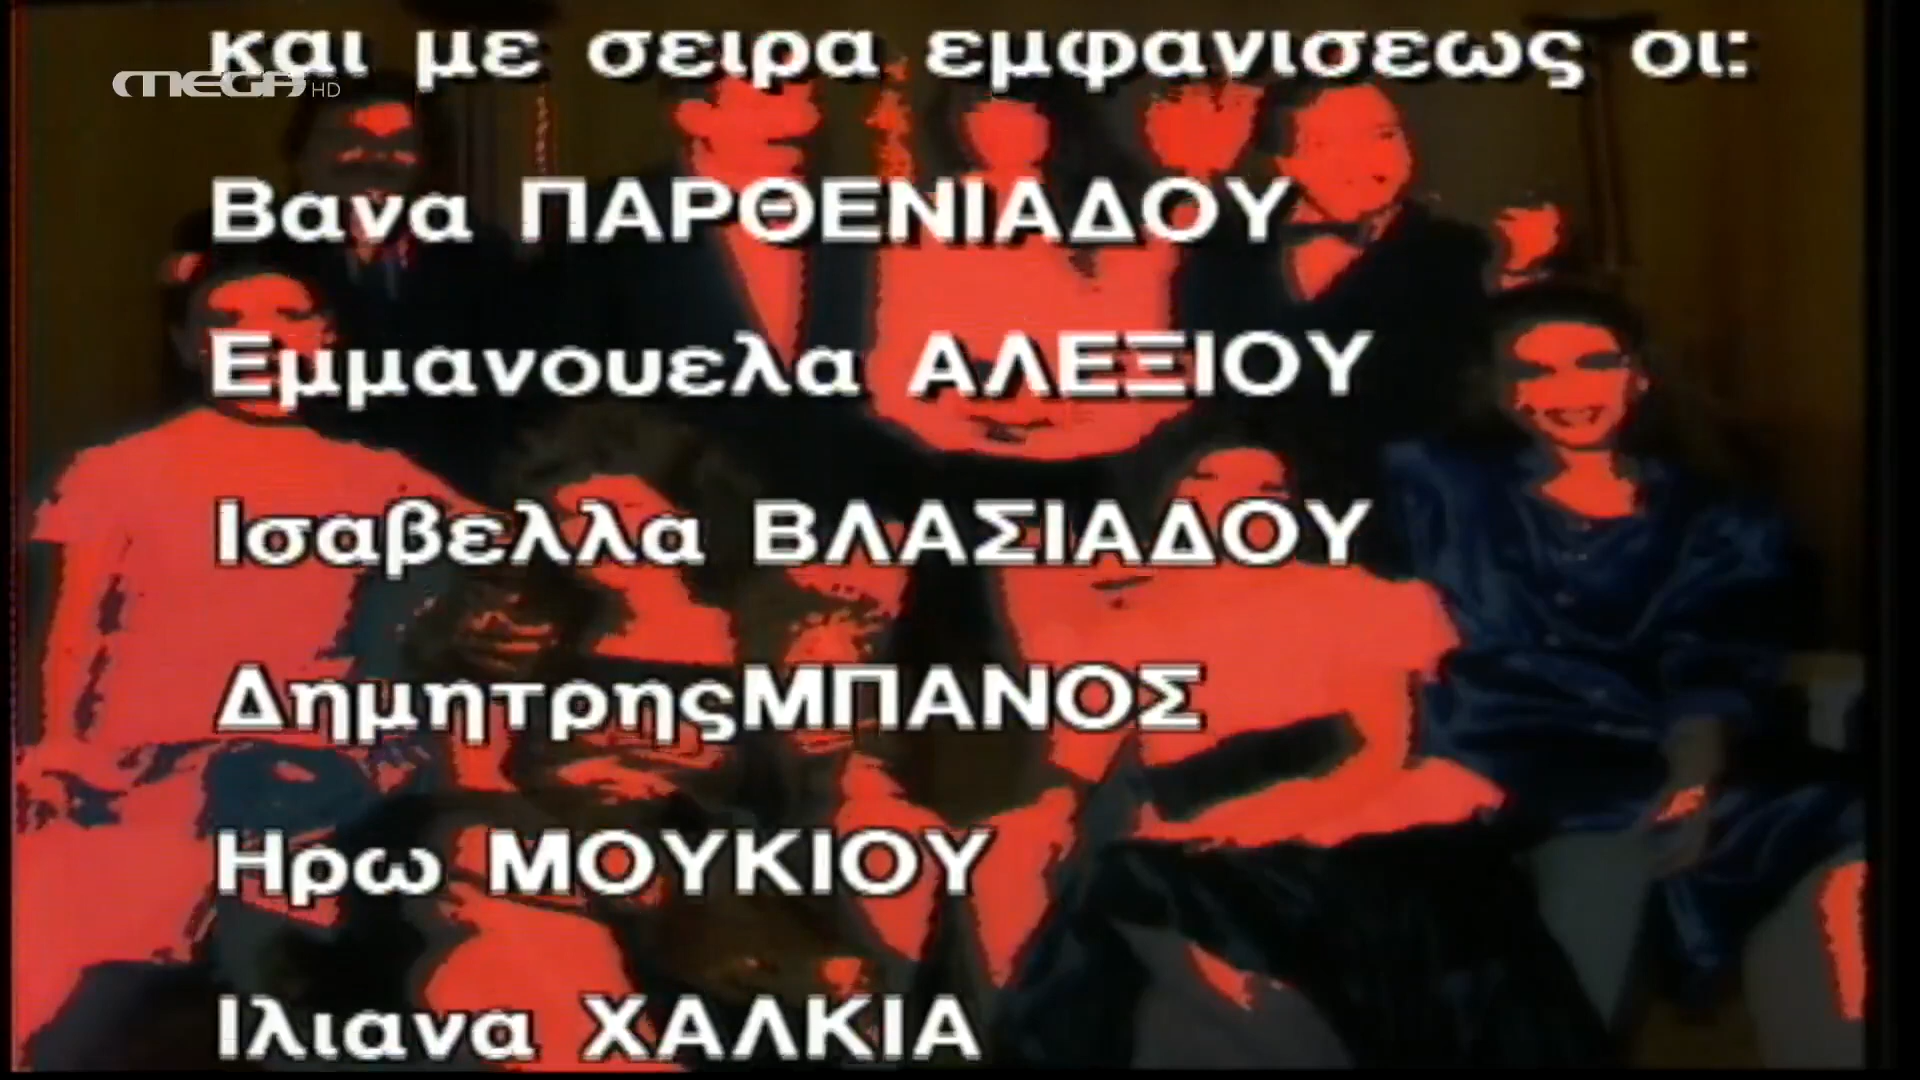 και με σειρα εμφανισεως οι:
MEGA HD
Βανα ΠΑΡΘΕΝΙΑΔΟΥ
Εμμανουελα ΑΛΕΞΙΟΥ
Ισαβελλα ΒΛΑΣΙΑΔΟΥ
ΔημητρηςΜΠΑΝΟΣ
Ηρω ΜΟΥΚΙΟΥ
Ιλιανα ΧΑΛΚΙΑ